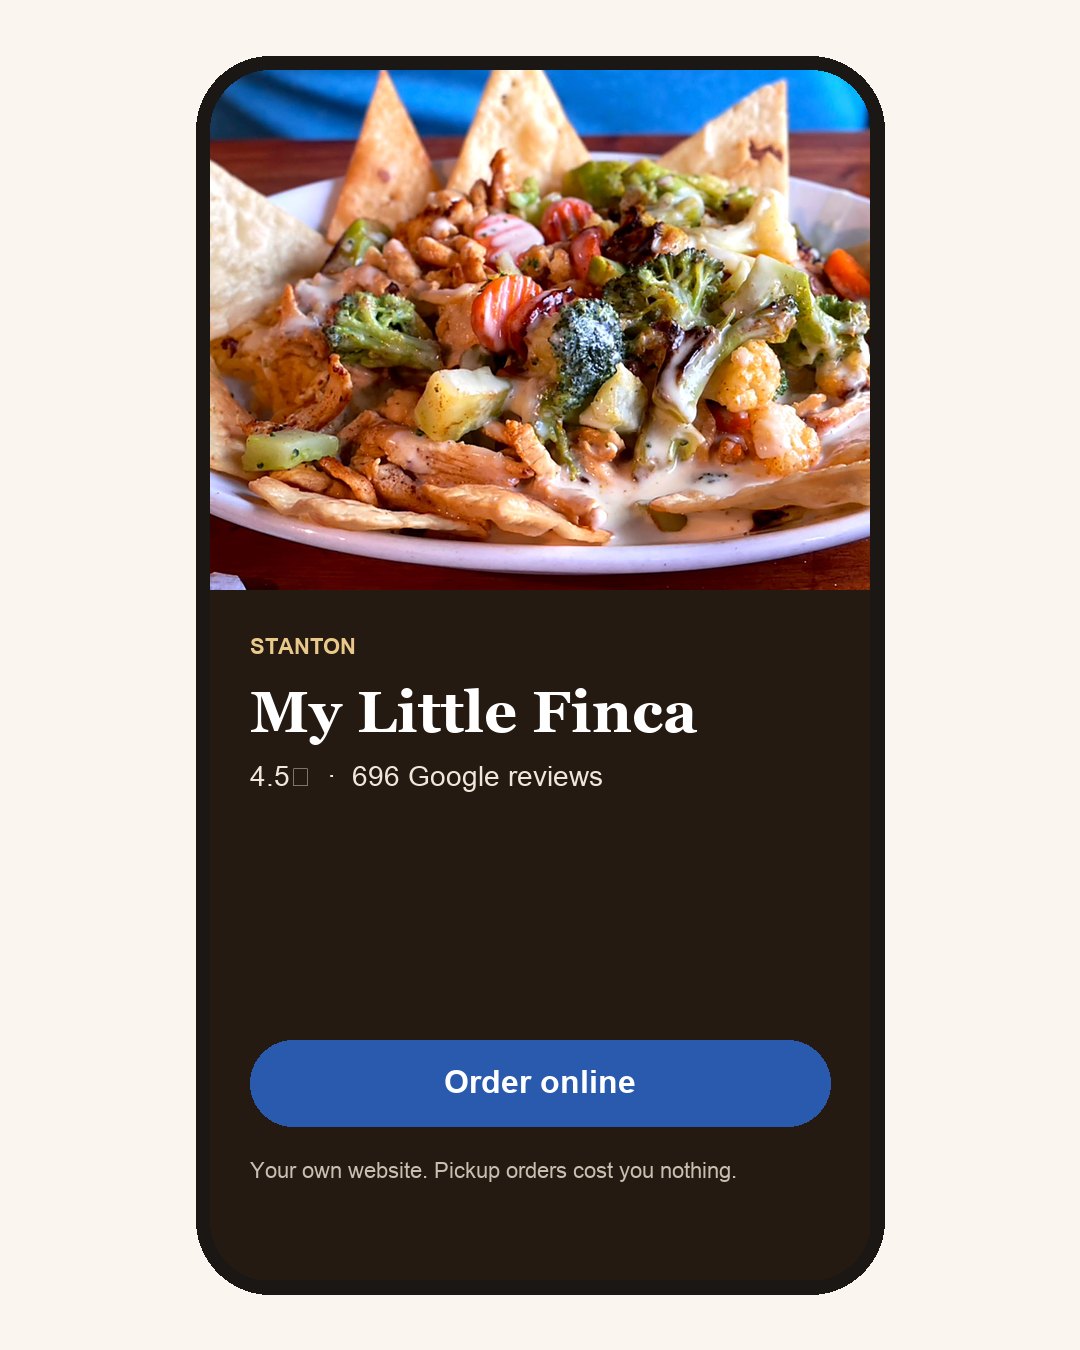 STANTON
My Little Finca
4.5□ · 696 Google reviews
Order online
Your own website. Pickup orders cost you nothing.